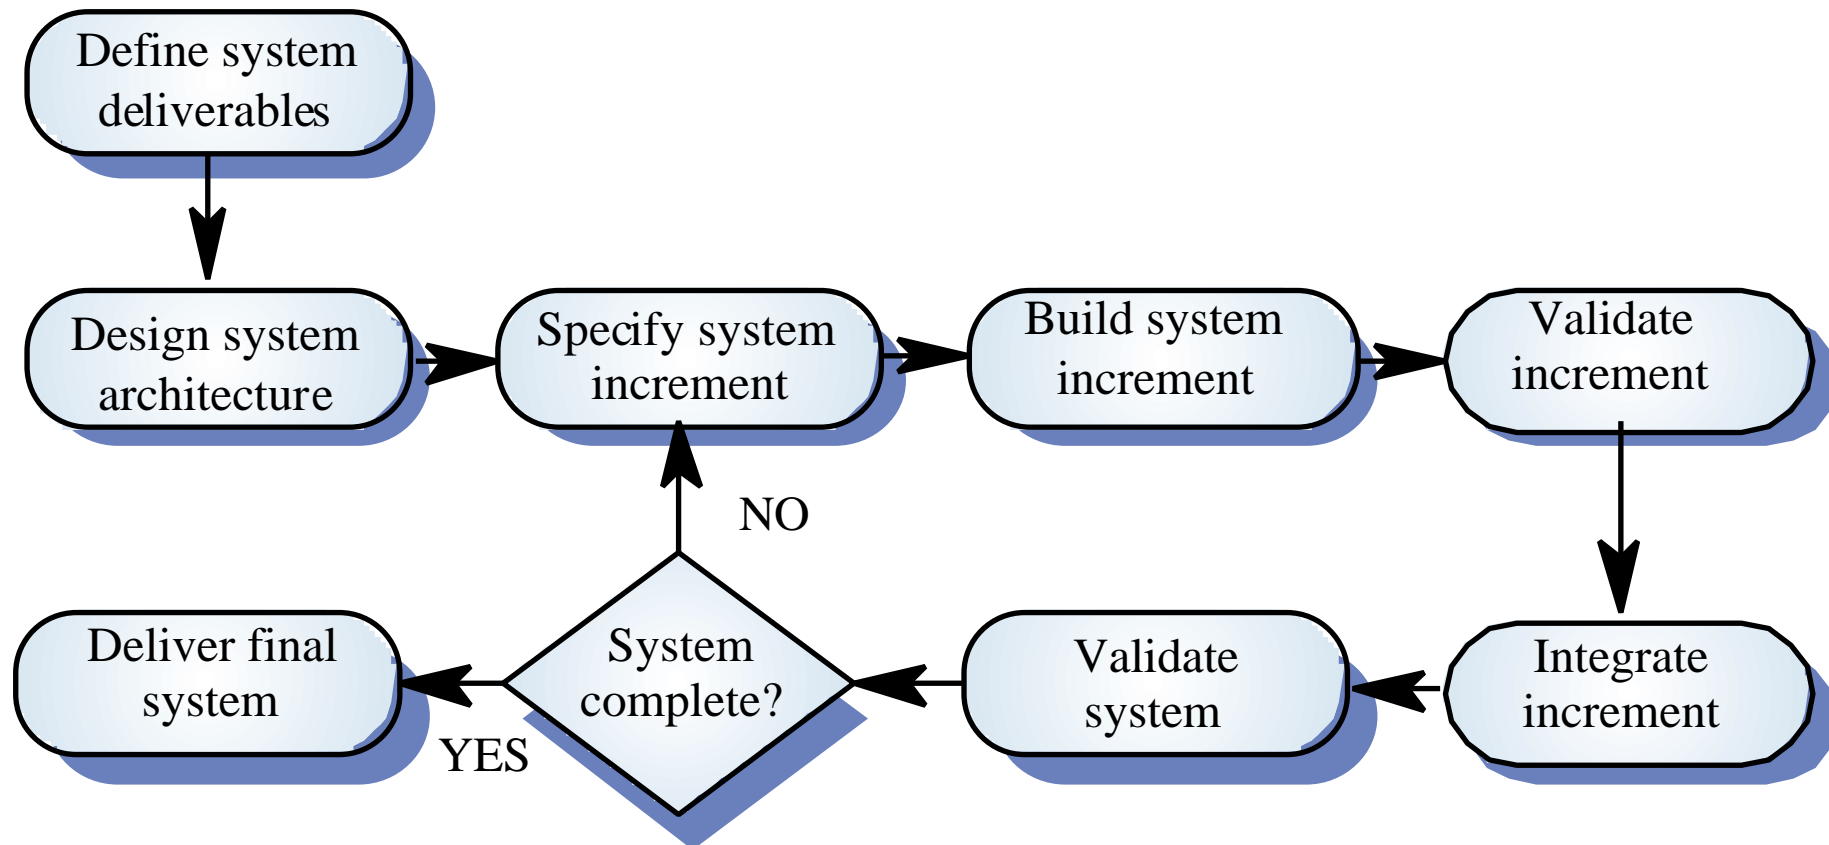 Define system
deliverables
Design system
architecture
Specify system
increment
Build system
increment
Validate
increment
NO
Deliver final
system
System
complete?
Validate
system
Integrate
increment
YES